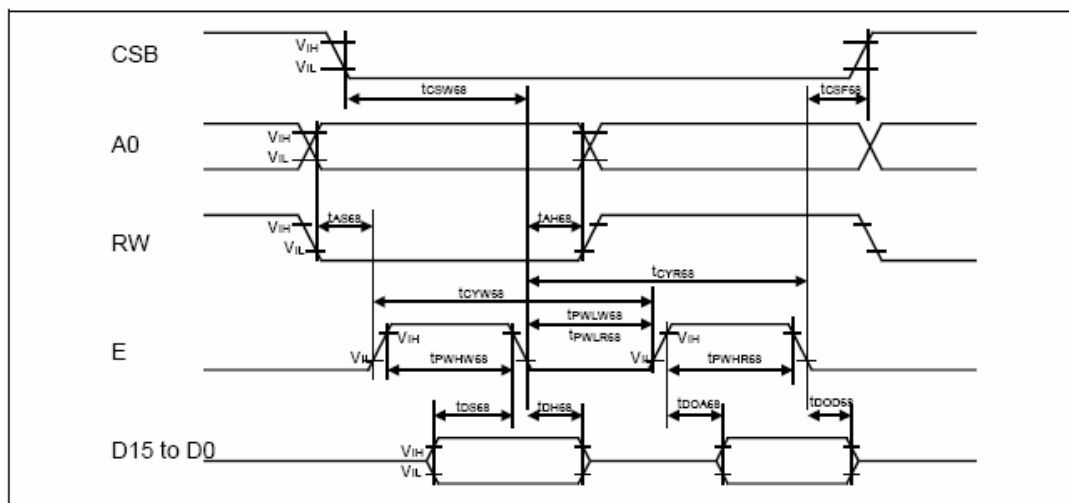 CSB
VIH
VIL
tCSW68
tCSF68
A0
VIH
VIL
RW
VIH
VIL
tAS68
tAH68
tCYR68
tCYW68
E
VIL
VIH
tPWHW68
tPWLW68
tPWLR68
VIL
VIH
tPWHR68
tDS68
tDH68
tDOA68
tDOD68
D15 to D0
VIH
VIL